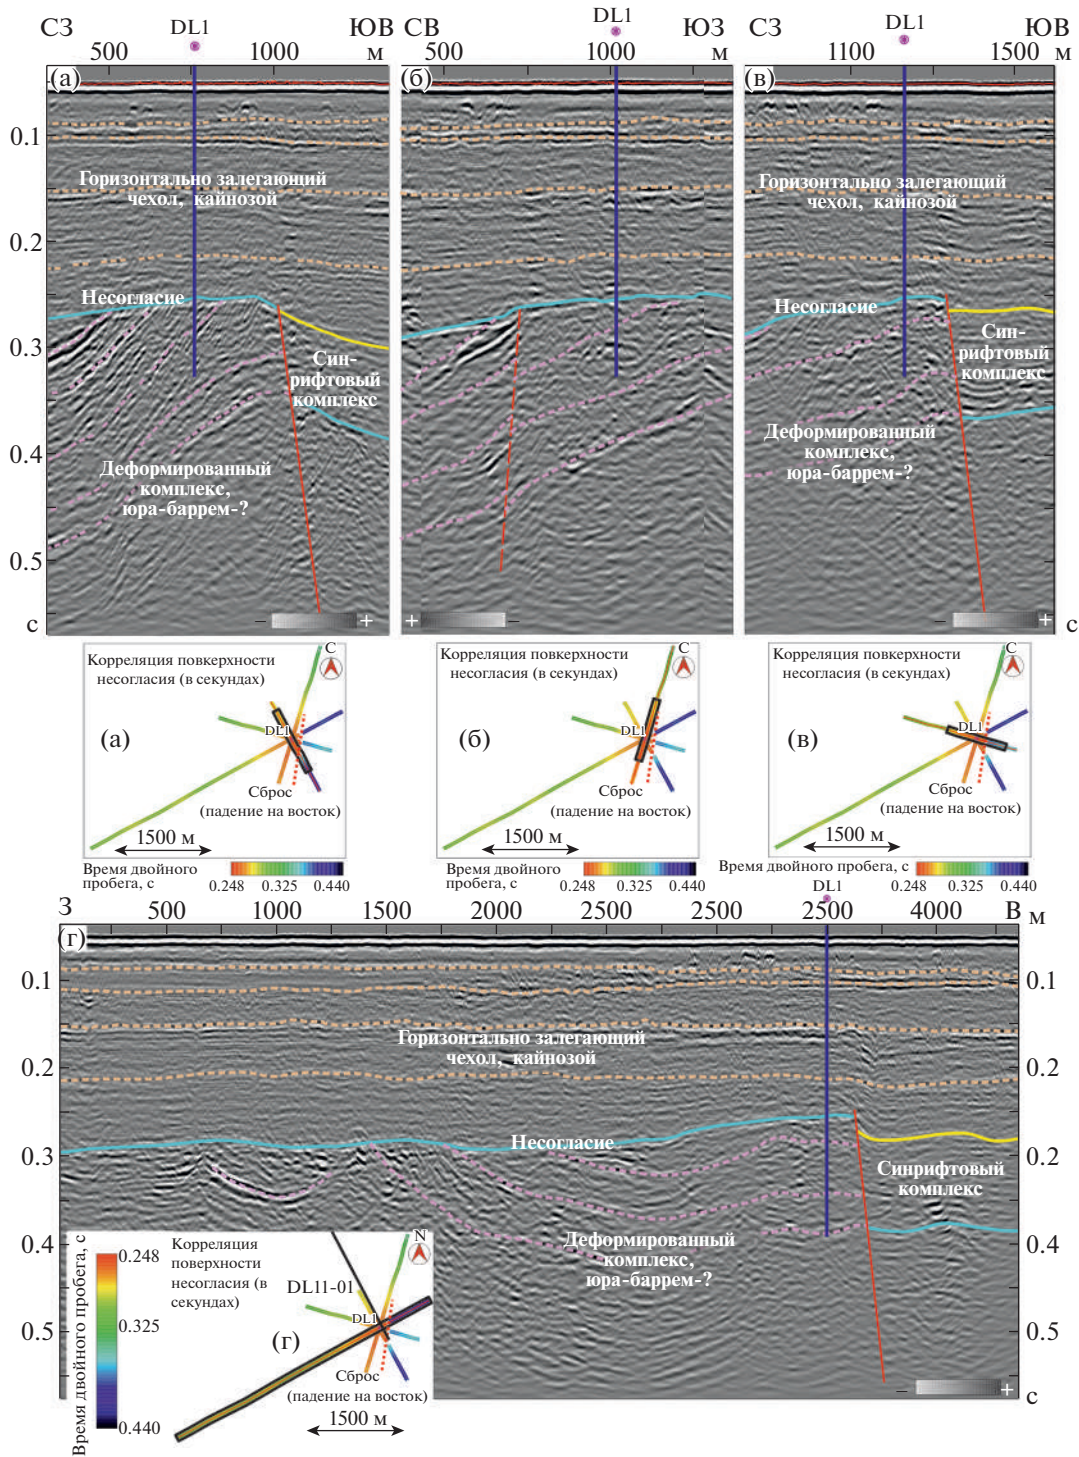 СЗ DL1 ЮВ СВ DL1 ЮЗ СЗ DL1 ЮВ
500 1000 м 500 1000 м 1100 1500 м
(а) (б) (в)
0.1
Горизонтально залегающий
чехол, кайнозой
Горизонтально залегающий
чехол, кайнозой
0.2
Несогласие
Несогласие
0.3
Син-
рифтовый
комплекс
Син-
рифтовый
комплекс
0.4
Деформированный
комплекс,
юра-баррем-?
Деформированный
комплекс,
юра-баррем-?
0.5
с – + + – – + с
Корреляция повкерхности
несогласия (в секундах)
С
(а)
DL1
Сброс
(падение на восток)
1500 м
Время двойного
пробега, с
0.248 0.325 0.440
Корреляция повкерхности
несогласия (в секундах)
С
(б)
DL1
Сброс
(падение на восток)
1500 м
Время двойного
пробега, с
0.248 0.325 0.440
Корреляция повкерхности
несогласия (в секундах)
С
(в)
DL1
Сброс
(падение на восток)
1500 м
Время двойного
пробега, с
0.248 0.325 0.440
DL1
З 500 1000 1500 2000 2500 2500 2500 4000 В м
(г)
0.1 0.1
Горизонтально залегающий
чехол, кайнозой
0.2 0.2
Несогласие
0.3 0.2
Синрифтовый
комплекс
0.4 0.4
Деформированный
комплекс,
юра-баррем-?
0.5 0.5
– + с
Время двойного пробега, с
0.248
0.325
0.440
Корреляция
поверхности
несогласия (в
секундах)
N
DL11-01
DL1
(г)
Сброс
(падение на восток)
1500 м